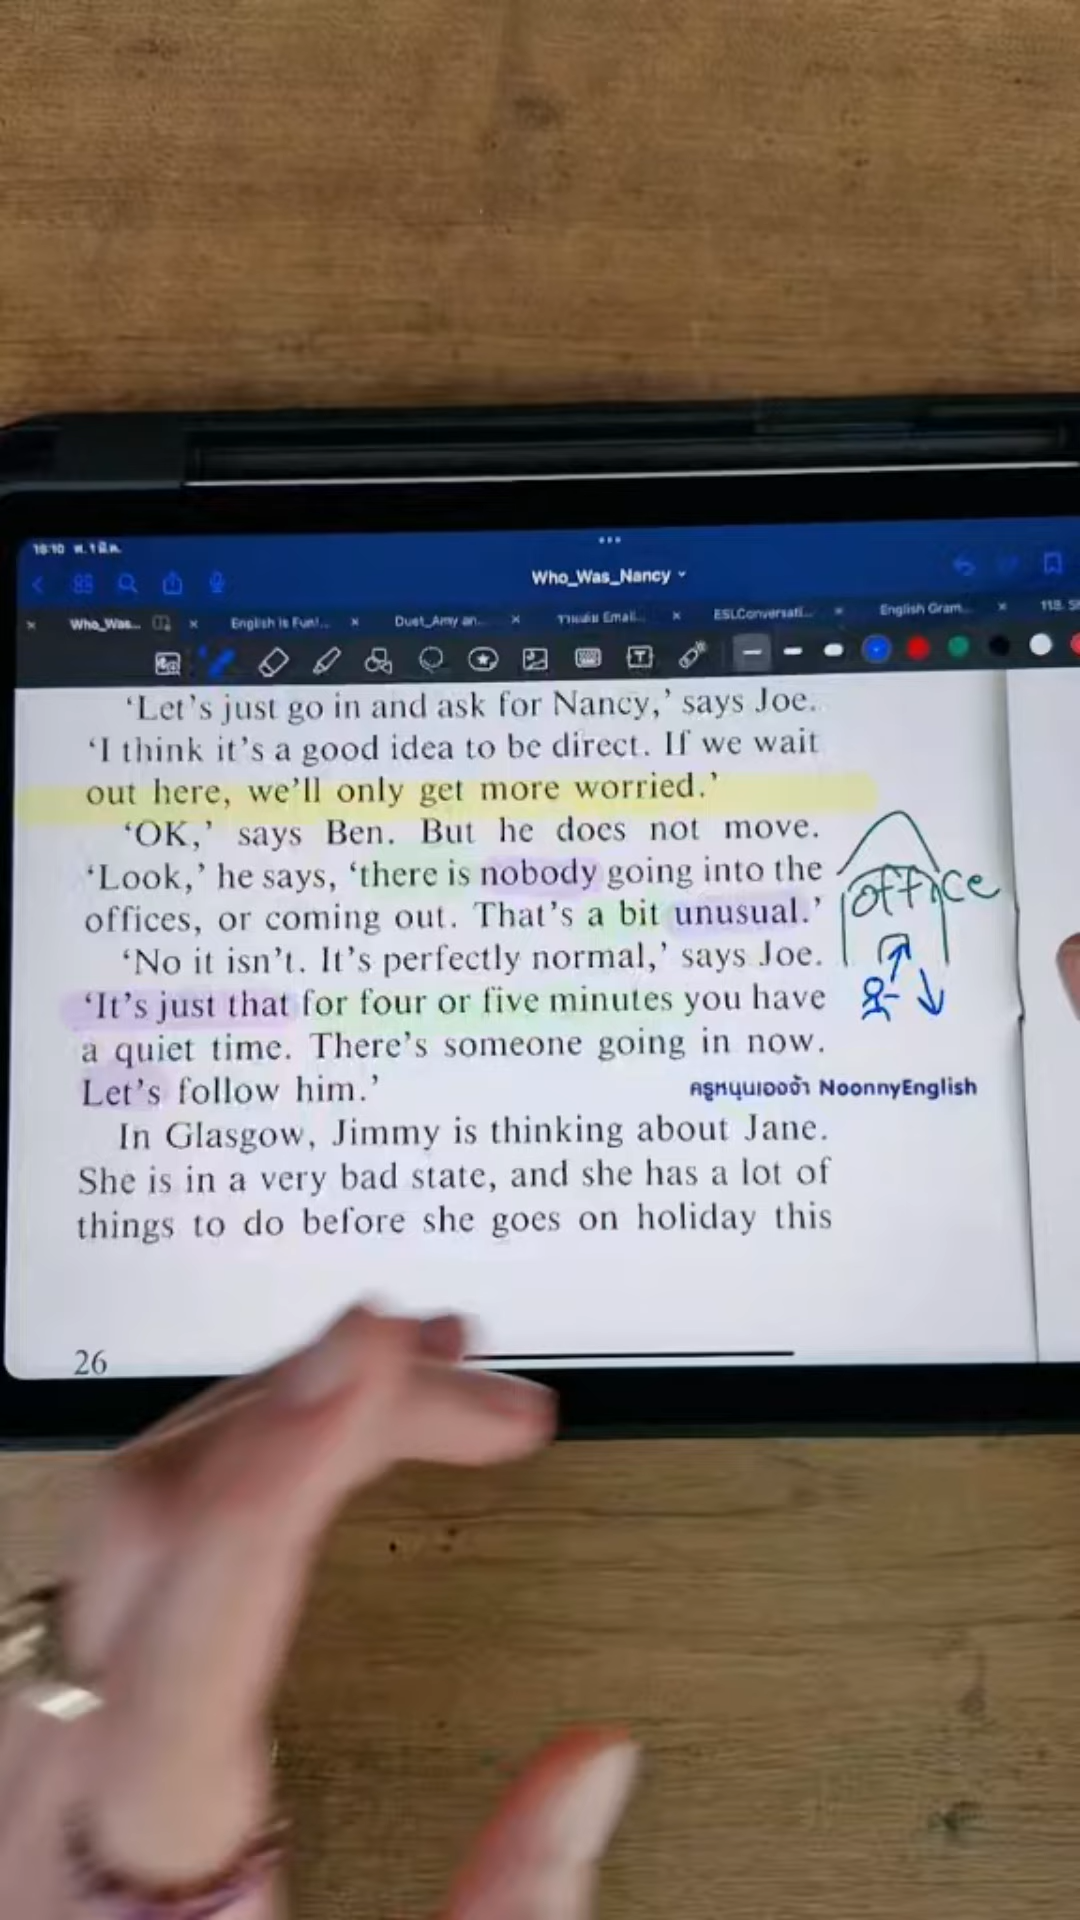 Who_Was_Nancy
Who_Was... English is Fun!... Duet_Amy an... Email... ESLConversati... English Gram... 118.
‘Let’s just go in and ask for Nancy,’ says Joe.
‘I think it’s a good idea to be direct. If we wait
out here, we’ll only get more worried.’
‘OK,’ says Ben. But he does not move.
‘Look,’ he says, ‘there is nobody going into the
offices, or coming out. That’s a bit unusual.’
office
‘No it isn’t. It’s perfectly normal,’ says Joe.
‘It’s just that for four or five minutes you have
a quiet time. There’s someone going in now.
Let’s follow him.’
ครูหนุนเองจ้า NoonnyEnglish
In Glasgow, Jimmy is thinking about Jane.
She is in a very bad state, and she has a lot of
things to do before she goes on holiday this
26